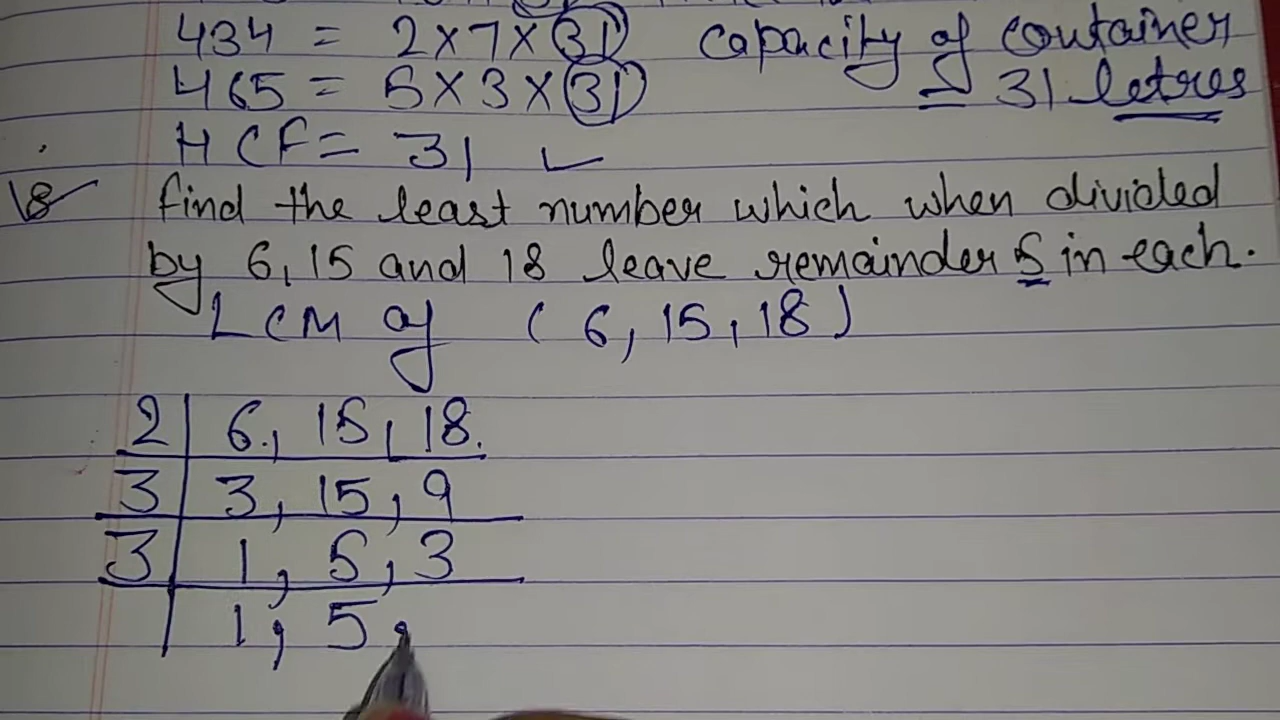 434 = 2×7×31 capacity of container
465 = 5×3×31 = 31 letres
HCF = 31 ✓
18 find the least number which when divided
by 6, 15 and 18 leave remainder 5 in each.
LCM of (6, 15, 18)
2 | 6, 15, 18.
3 | 3, 15, 9
3 | 1, 5, 3
| 1, 5,